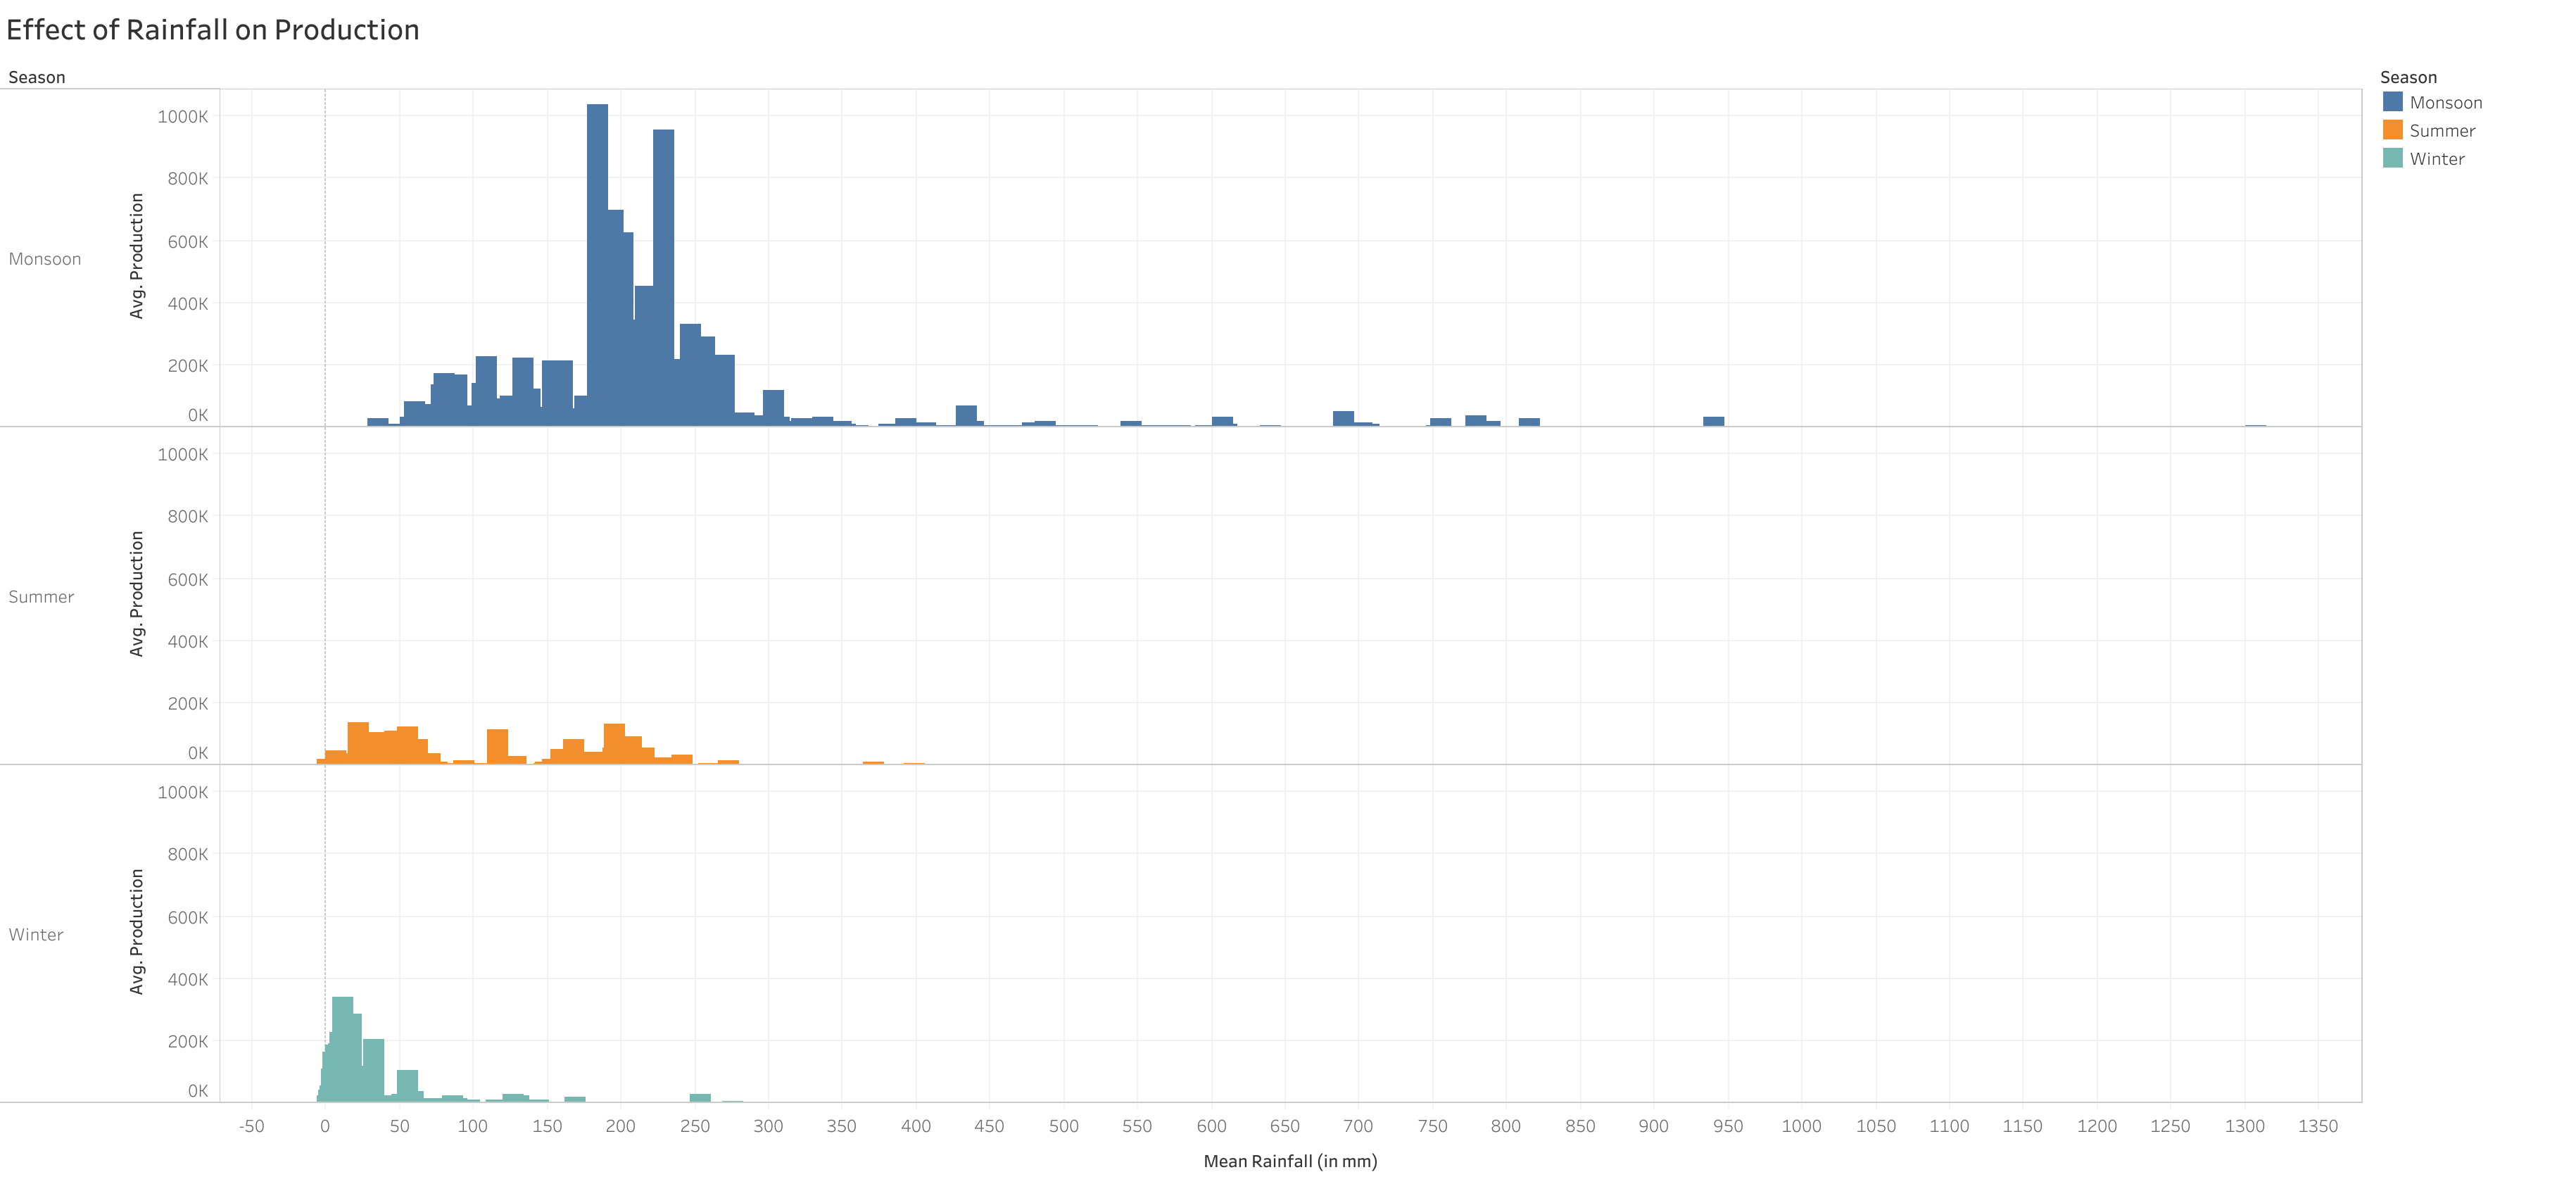 Effect of Rainfall on Production
Season
Season
Monsoon
Summer
Winter
Monsoon
Avg. Production
1000K
800K
600K
400K
200K
0K
Summer
Avg. Production
1000K
800K
600K
400K
200K
0K
Winter
Avg. Production
1000K
800K
600K
400K
200K
0K
-50 0 50 100 150 200 250 300 350 400 450 500 550 600 650 700 750 800 850 900 950 1000 1050 1100 1150 1200 1250 1300 1350
Mean Rainfall (in mm)